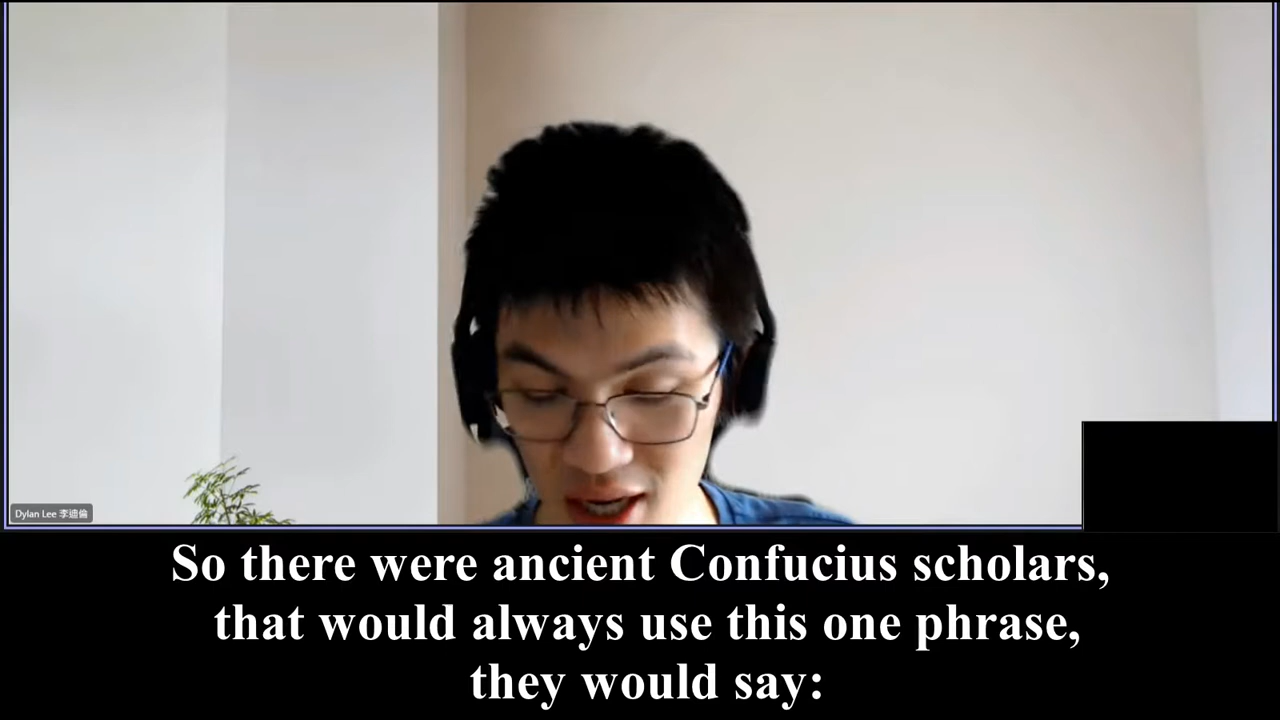 Dylan Lee 李迪倫
So there were ancient Confucius scholars,
that would always use this one phrase,
they would say: